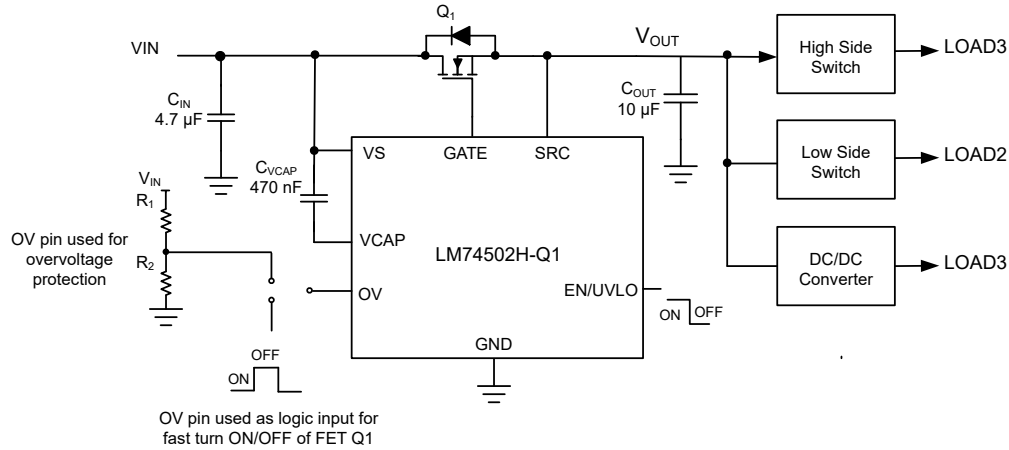 Q1
VIN
VOUT
High Side
Switch
LOAD3
CIN
4.7 µF
COUT
10 µF
VS
GATE
SRC
CVCAP
470 nF
Low Side
Switch
LOAD2
VIN
R1
OV pin used for
overvoltage
protection
R2
VCAP
LM74502H-Q1
DC/DC
Converter
LOAD3
OV
EN/UVLO
ON
OFF
GND
OFF
ON
OV pin used as logic input for
fast turn ON/OFF of FET Q1